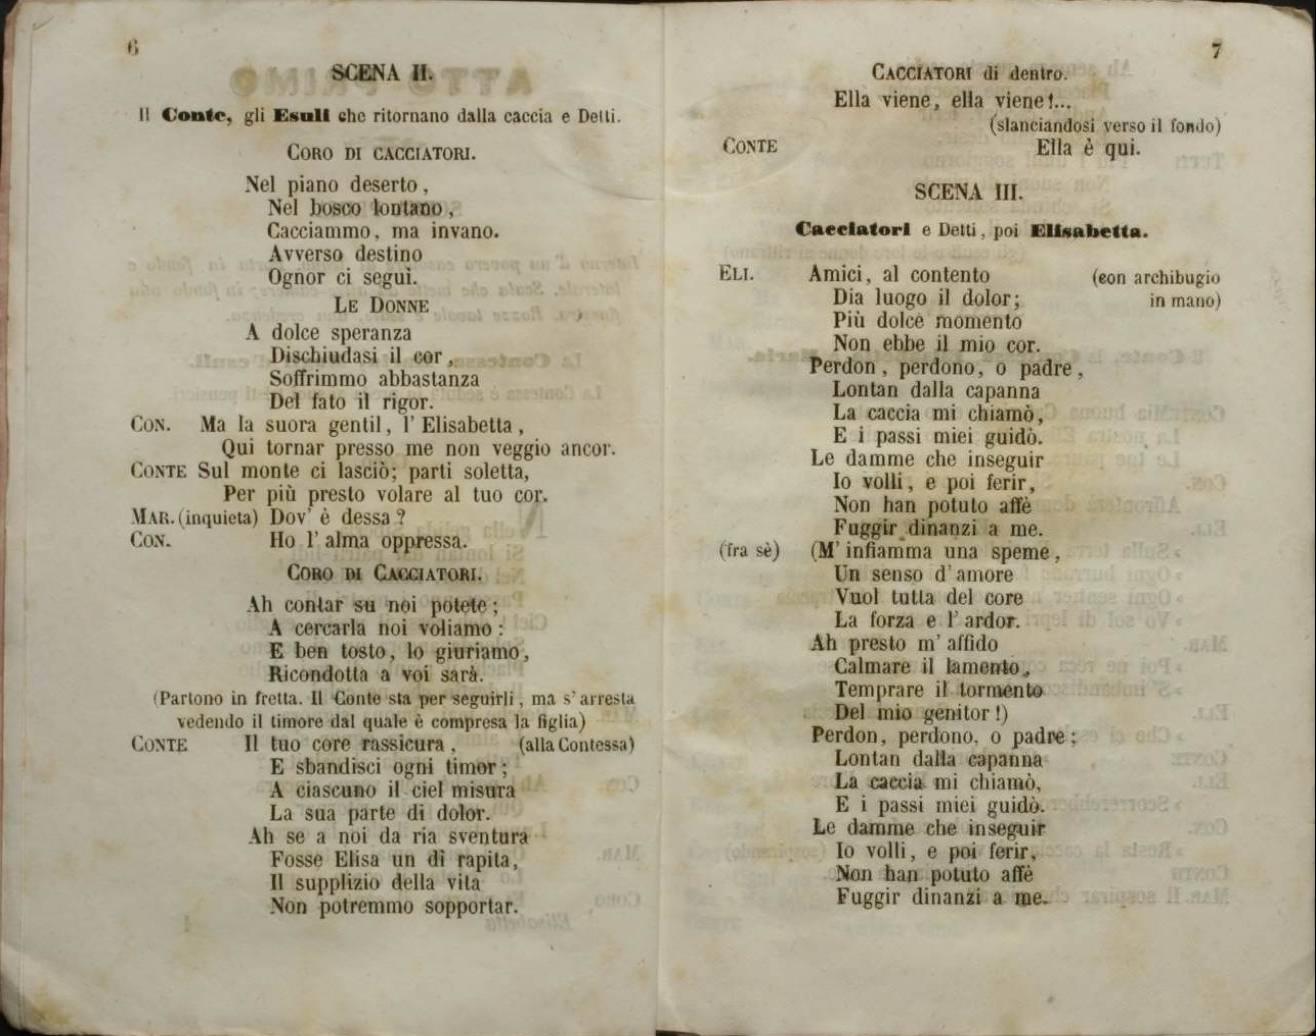 6
SCENA II.
Il Conte, gli Esuli che ritornano dalla caccia e Detti.
CORO DI CACCIATORI.
Nel piano deserto,
Nel bosco lontano,
Cacciammo, ma invano.
Avverso destino
Ognor ci seguì.
LE DONNE
A dolce speranza
Dischiudasi il cor,
Soffrimmo abbastanza
Del fato il rigor.
CON. Ma la suora gentil, l' Elisabetta,
Qui tornar presso me non veggio ancor.
CONTE Sul monte ci lasciò; partì soletta,
Per più presto volare al tuo cor.
MAR. (inquieta) Dov' è dessa?
CON. Ho l' alma oppressa.
CORO DI CACCIATORI.
Ah contar su noi potete;
A cercarla noi voliamo:
E ben tosto, lo giuriamo,
Ricondotta a voi sarà.
(Partono in fretta. Il Conte sta per seguirli, ma s' arresta
vedendo il timore dal quale è compresa la figlia)
CONTE Il tuo core rassicura, (alla Contessa)
E sbandisci ogni timor;
A ciascuno il ciel misura
La sua parte di dolor.
Ah se a noi da ria sventura
Fosse Elisa un dì rapita,
Il supplizio della vita
Non potremmo sopportar.
7
CACCIATORI di dentro.
Ella viene, ella viene!...
(slanciandosi verso il fondo)
CONTE Ella è qui.
SCENA III.
Cacciatori e Detti, poi Elisabetta.
ELI. Amici, al contento (con archibugio
Dia luogo il dolor; in mano)
Più dolce momento
Non ebbe il mio cor.
Perdon, perdono, o padre,
Lontan dalla capanna
La caccia mi chiamò,
E i passi miei guidò.
Le damme che inseguir
Io volli, e poi ferir,
Non han potuto affè
Fuggir dinanzi a me.
(fra sè) (M' infiamma una speme,
Un senso d' amore
Vuol tutta del core
La forza e l' ardor.
Ah presto m' affido
Calmare il lamento,
Temprare il tormento
Del mio genitor!)
Perdon, perdono, o padre;
Lontan dalla capanna
La caccia mi chiamò,
E i passi miei guidò.
Le damme che inseguir
Io volli, e poi ferir,
Non han potuto affè
Fuggir dinanzi a me.